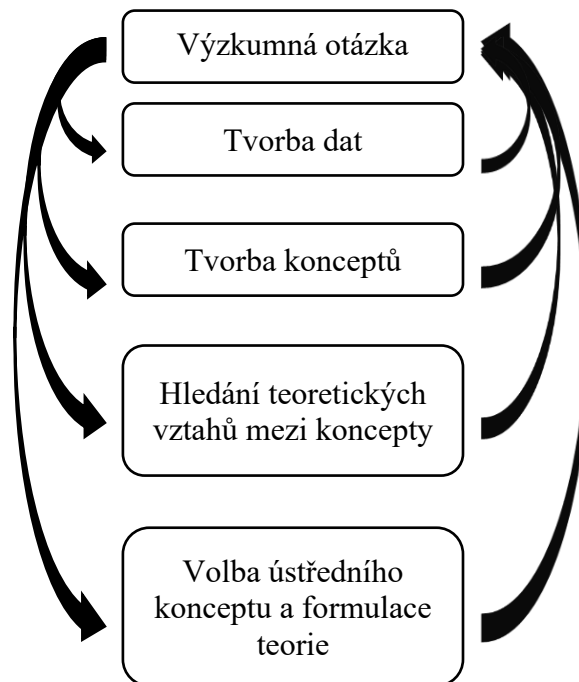 Výzkumná otázka
Tvorba dat
Tvorba konceptů
Hledání teoretických
vztahů mezi koncepty
Volba ústředního
konceptu a formulace
teorie